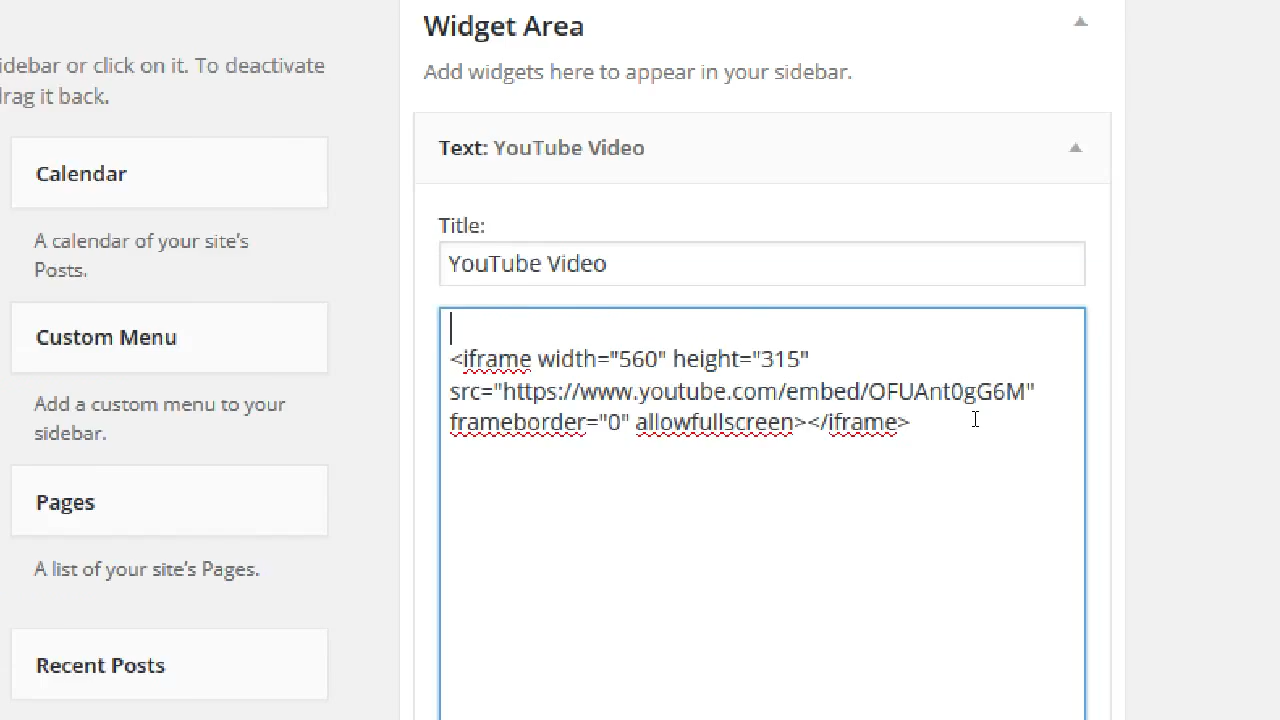 idebar or click on it. To deactivate
rag it back.
Calendar
A calendar of your site's
Posts.
Custom Menu
Add a custom menu to your
sidebar.
Pages
A list of your site's Pages.
Recent Posts
Widget Area
Add widgets here to appear in your sidebar.
Text: YouTube Video
Title:
YouTube Video
<iframe width="560" height="315"
src="https://www.youtube.com/embed/OFUAnt0gG6M"
frameborder="0" allowfullscreen></iframe>